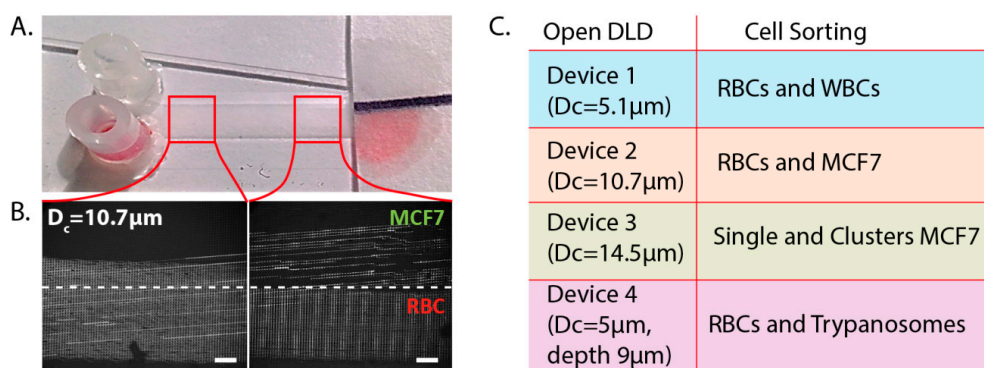 A.
B.
D_c=10.7µm
MCF7
RBC
C.
Open DLD
Cell Sorting
Device 1
(Dc=5.1µm)
RBCs and WBCs
Device 2
(Dc=10.7µm)
RBCs and MCF7
Device 3
(Dc=14.5µm)
Single and Clusters MCF7
Device 4
(Dc=5µm,
depth 9µm)
RBCs and Trypanosomes